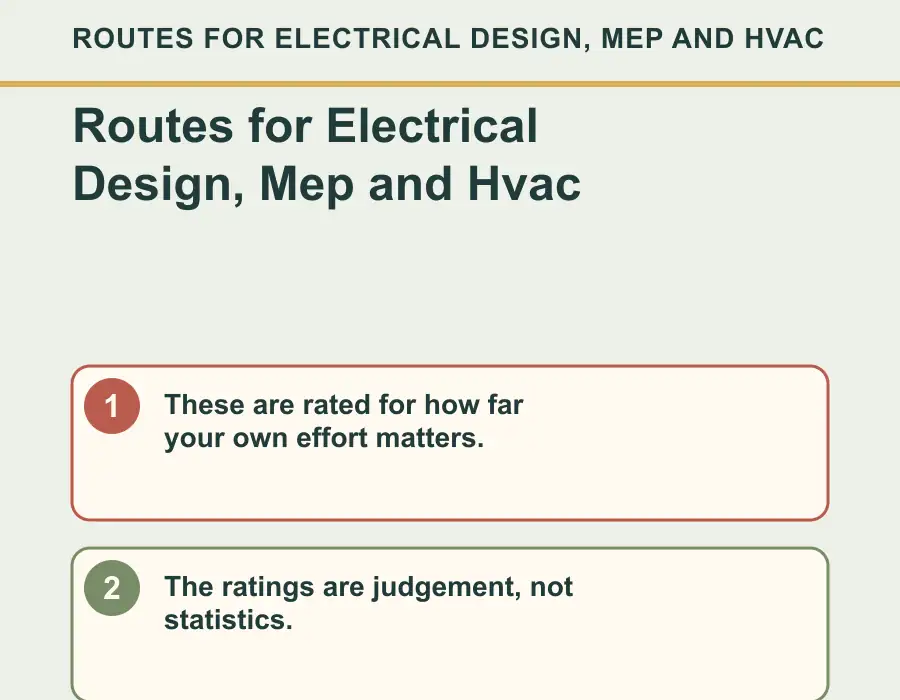 ROUTES FOR ELECTRICAL DESIGN, MEP AND HVAC
Routes for Electrical
Design, Mep and Hvac
1
These are rated for how far
your own effort matters.
2
The ratings are judgement, not
statistics.